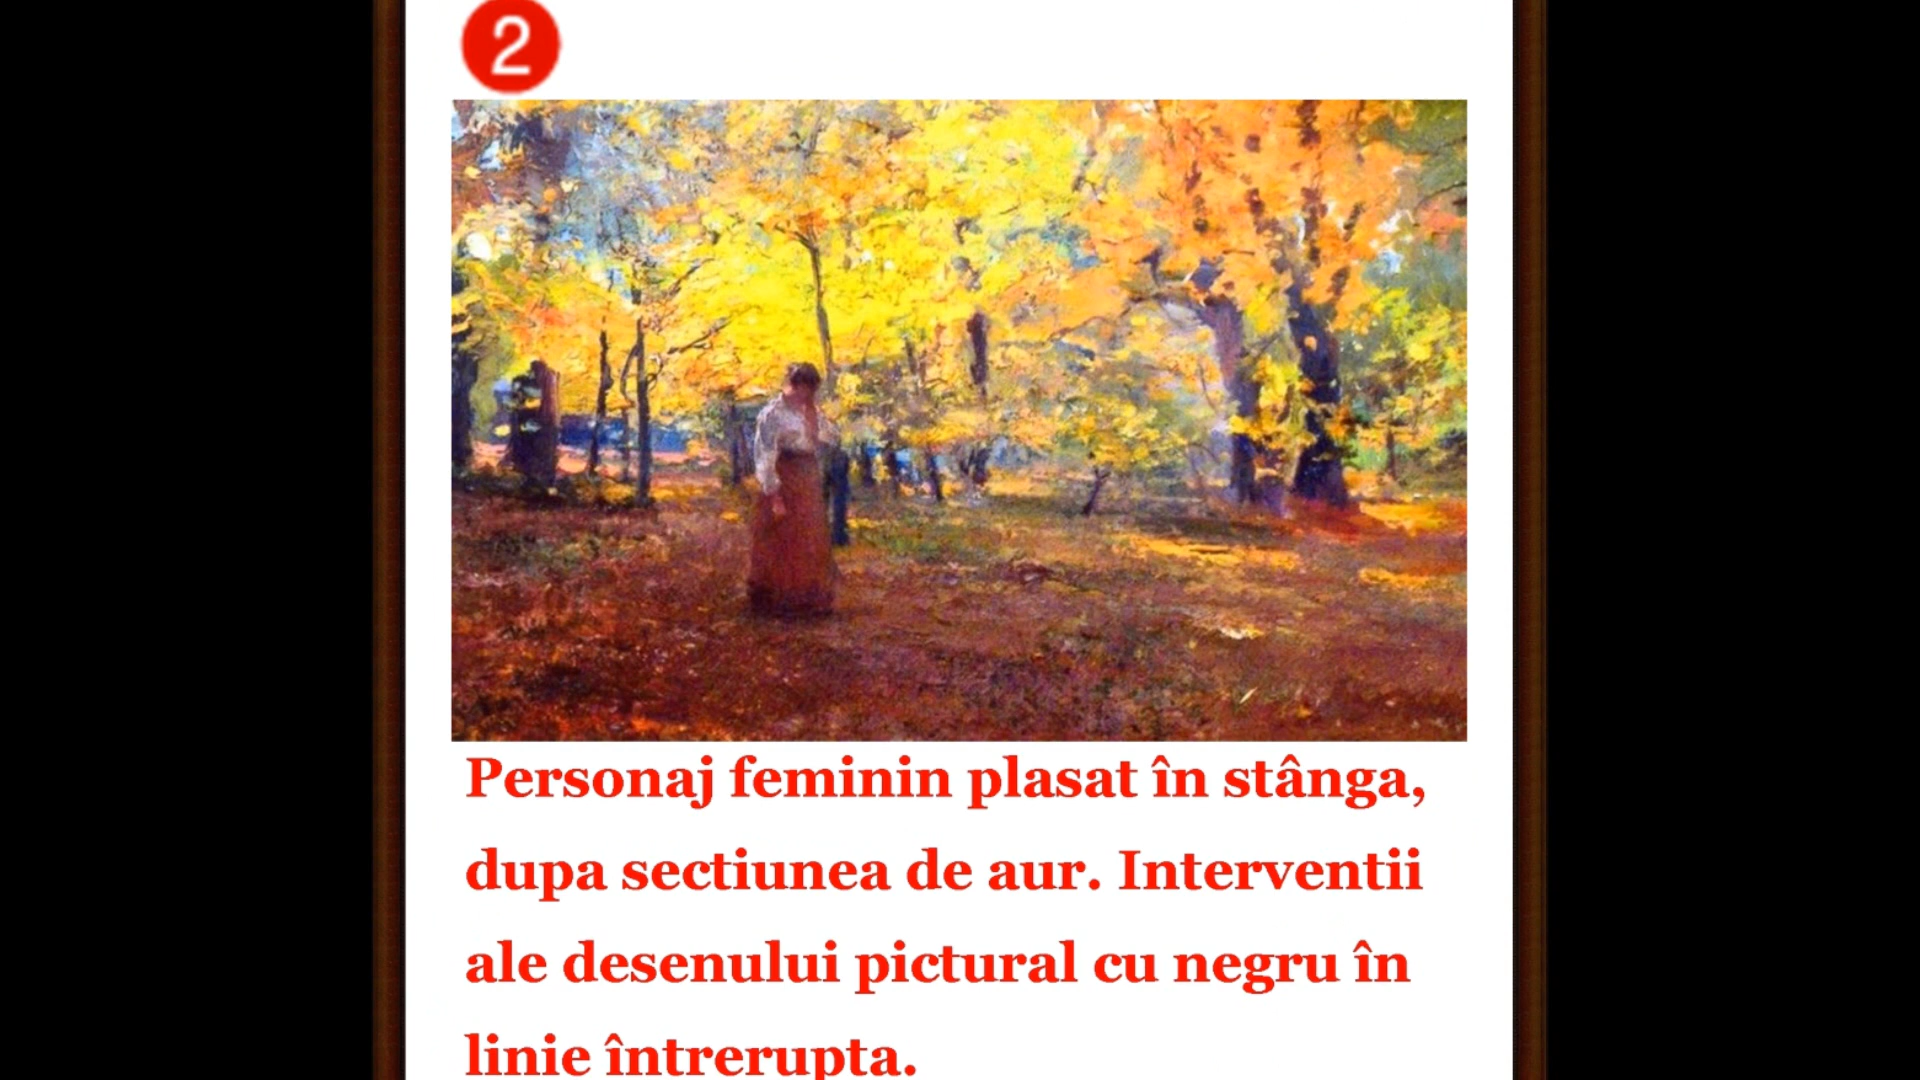 2
Personaj feminin plasat în stânga,
dupa sectiunea de aur. Interventii
ale desenului pictural cu negru în
linie întrerupta.